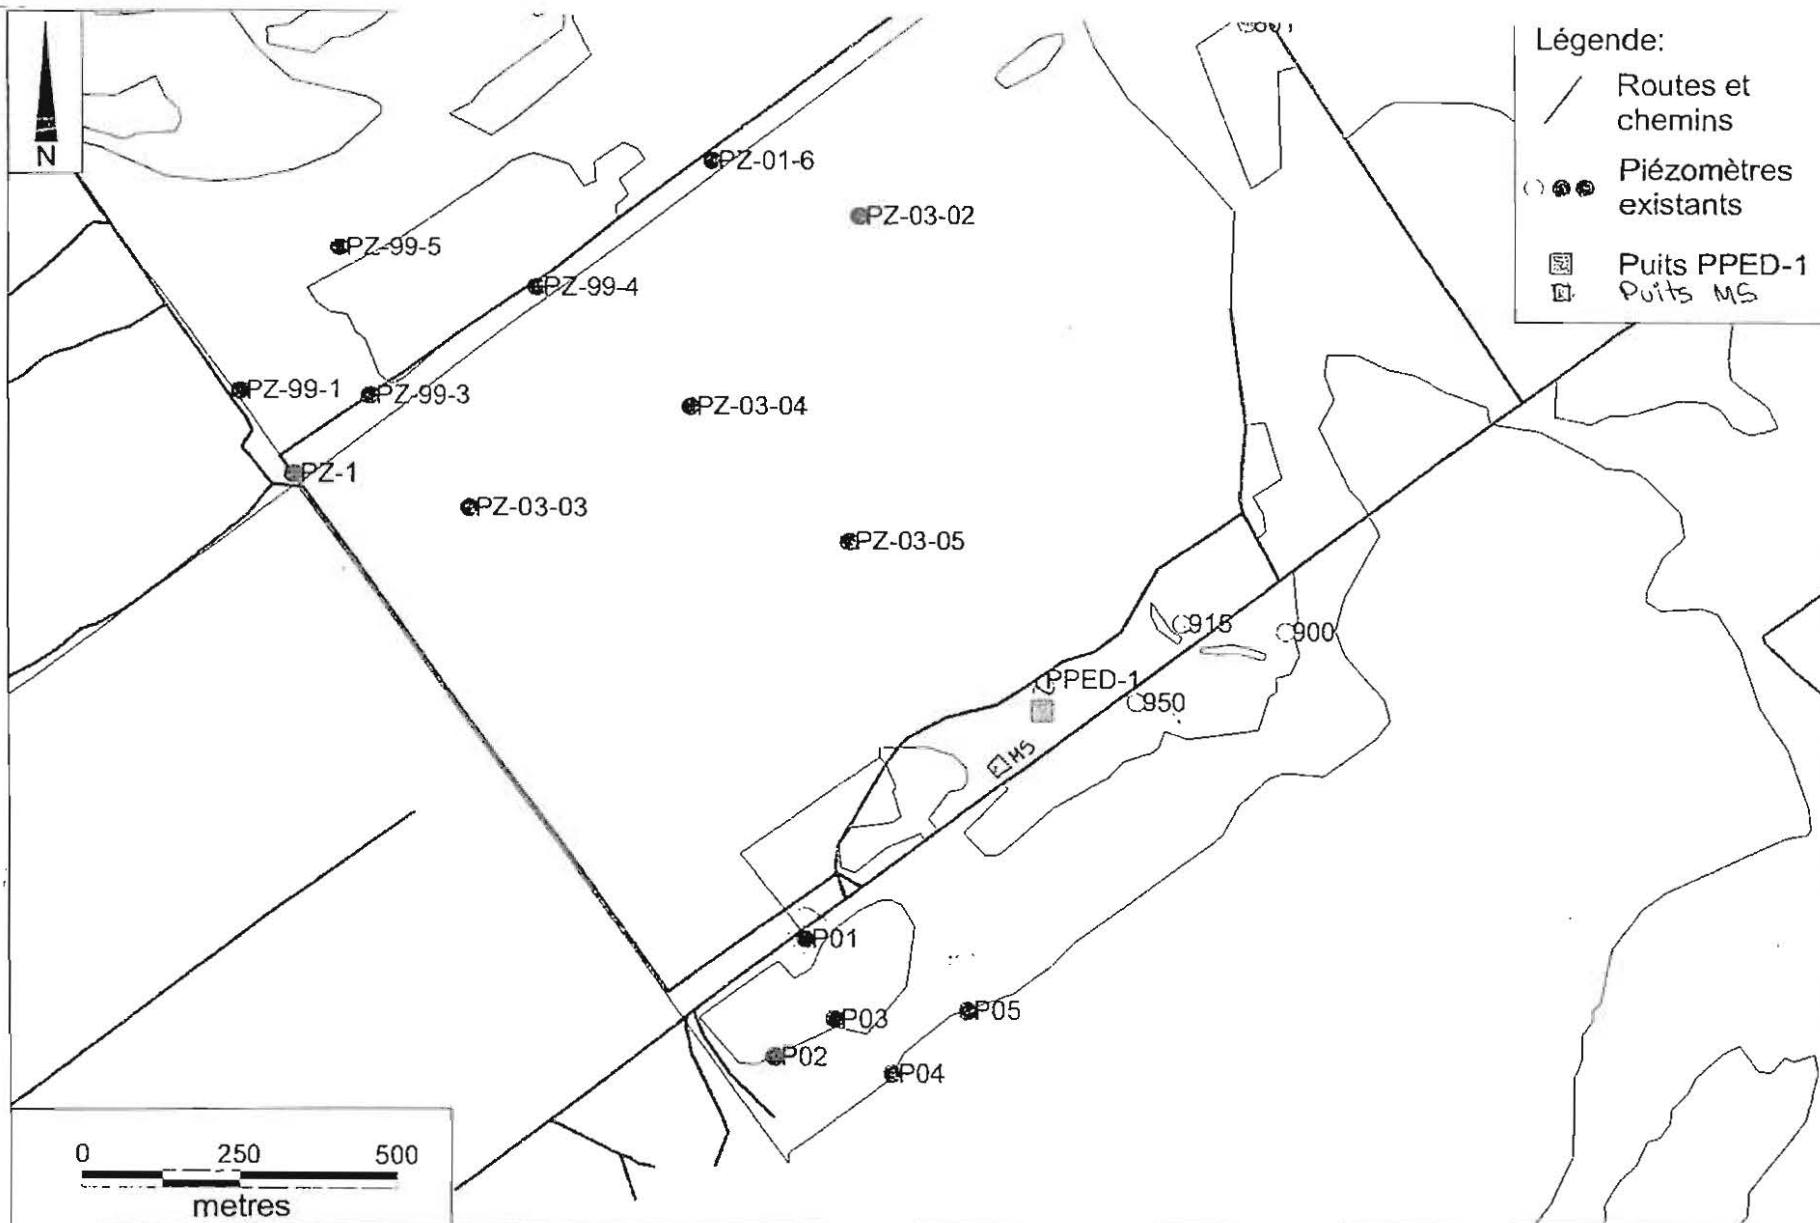 N
Légende:
Routes et
chemins
Piézomètres
existants
Puits PPED-1
Puits MS
PZ-01-6
PZ-03-02
PZ-99-5
PZ-99-4
PZ-99-1
PZ-99-3
PZ-03-04
PZ-1
PZ-03-03
PZ-03-05
915
900
PPED-1
950
MS
P01
P03
P05
P02
P04
0 250 500
metres